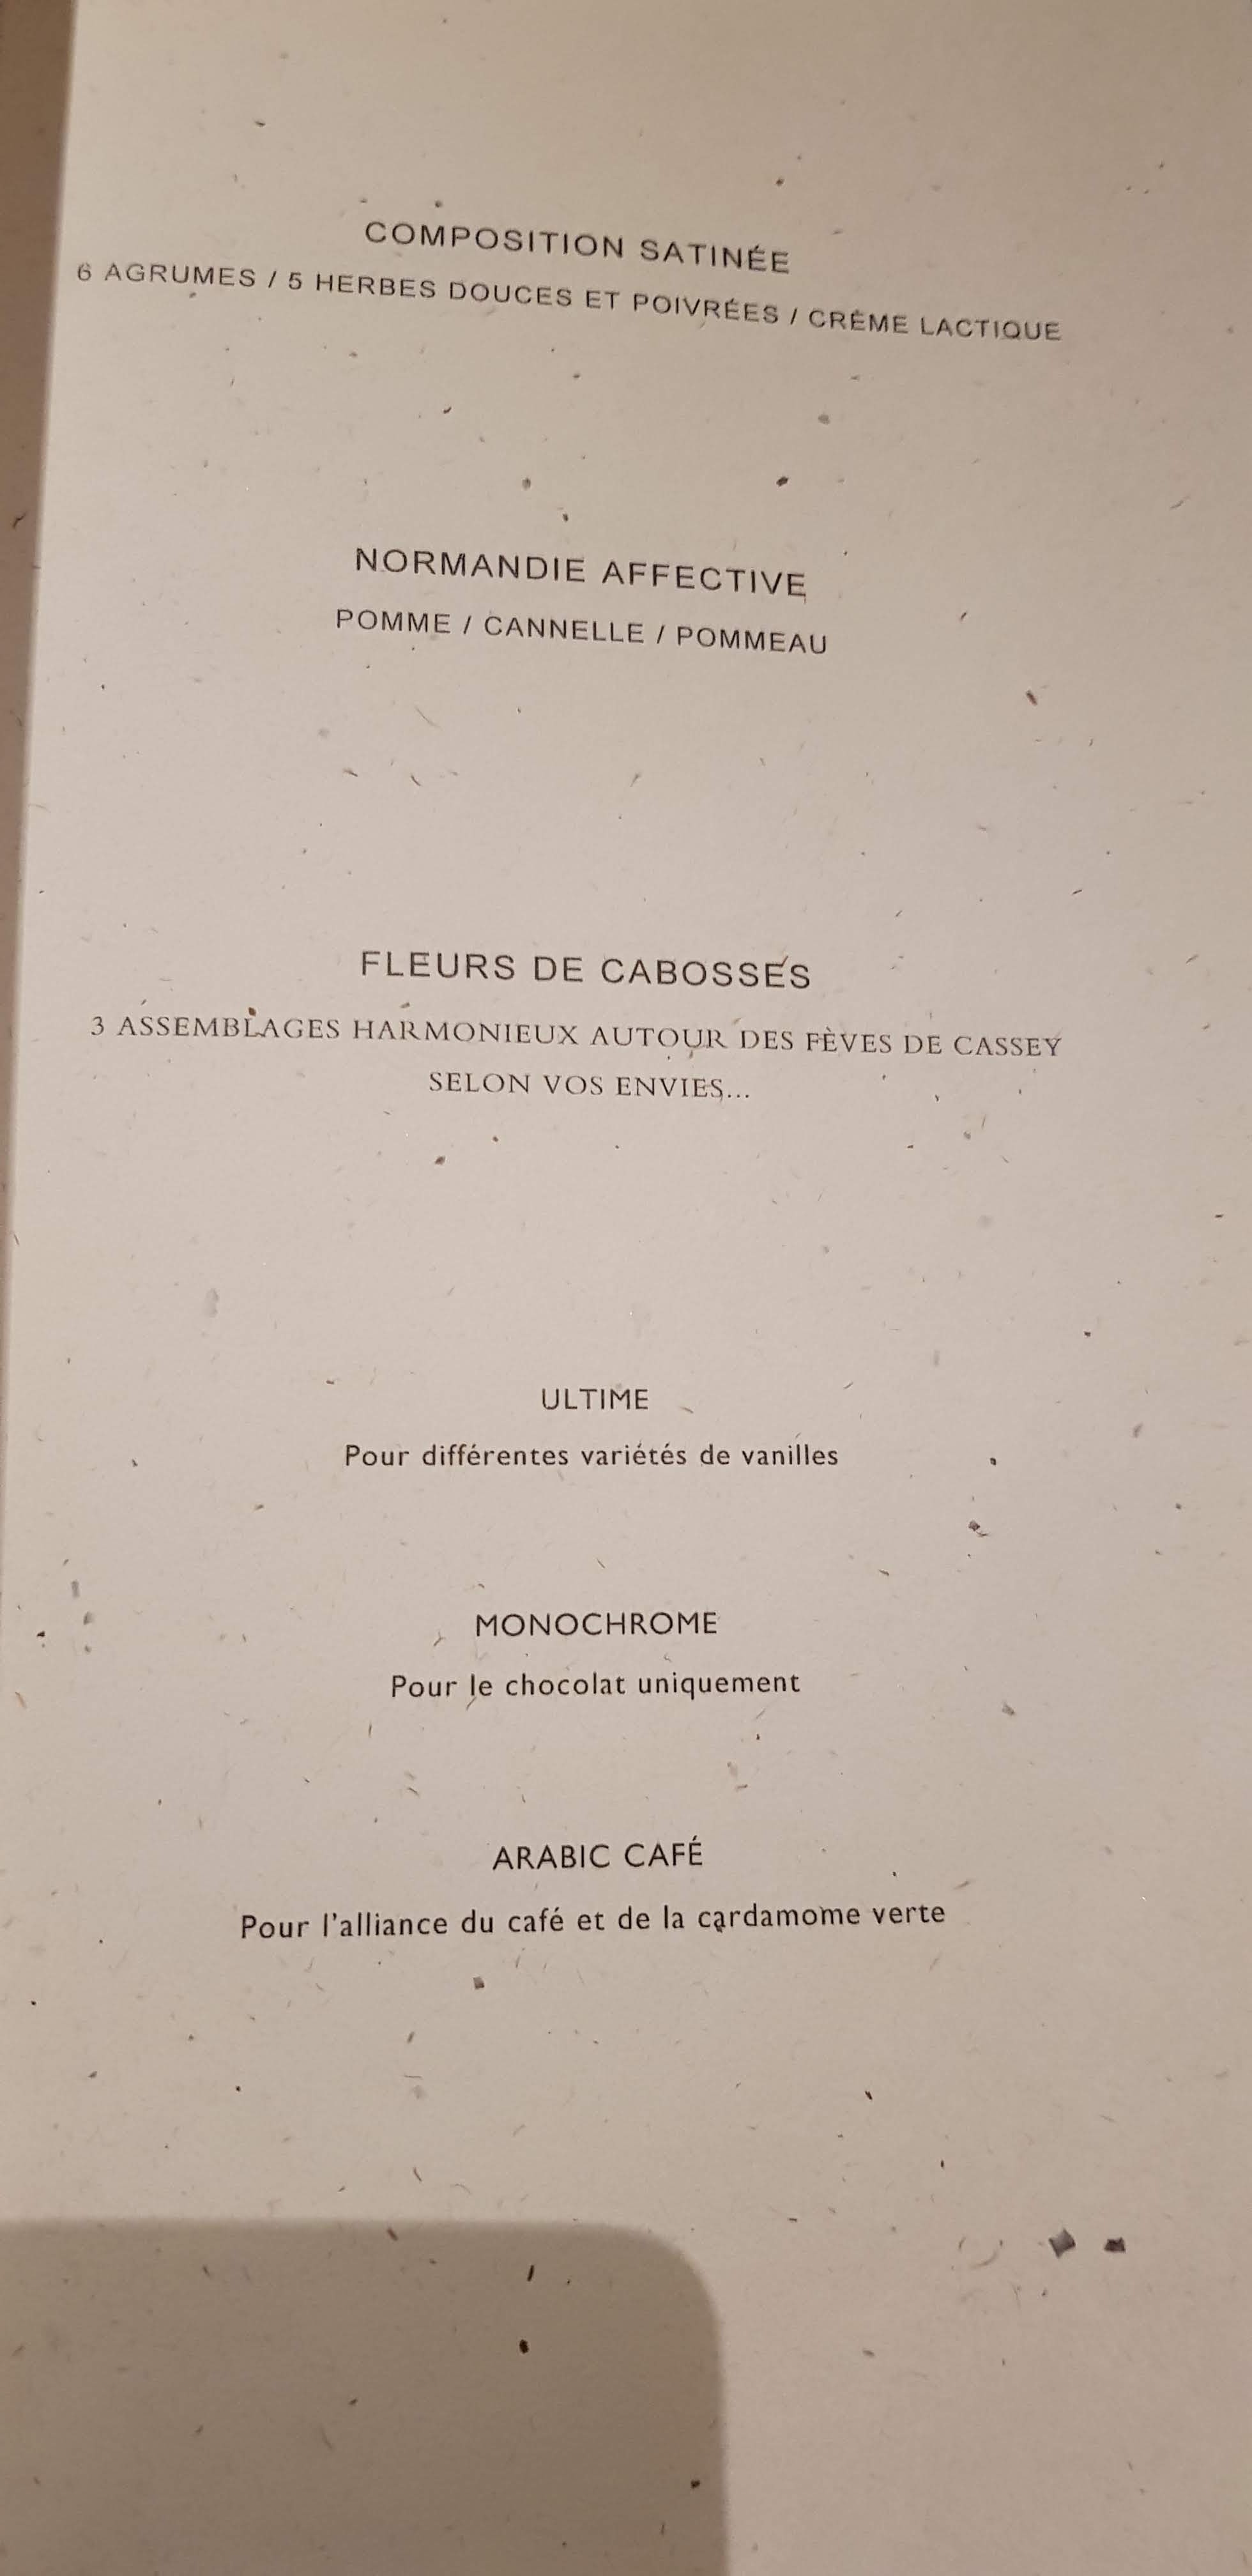 COMPOSITION SATINÉE
6 AGRUMES / 5 HERBES DOUCES ET POIVRÉES / CRÈME LACTIQUE
NORMANDIE AFFECTIVE
POMME / CANNELLE / POMMEAU
FLEURS DE CABOSSES
3 ASSEMBLAGES HARMONIEUX AUTOUR DES FÈVES DE CASSEY
SELON VOS ENVIES...
ULTIME
Pour différentes variétés de vanilles
MONOCHROME
Pour le chocolat uniquement
ARABIC CAFÉ
Pour l'alliance du café et de la cardamome verte